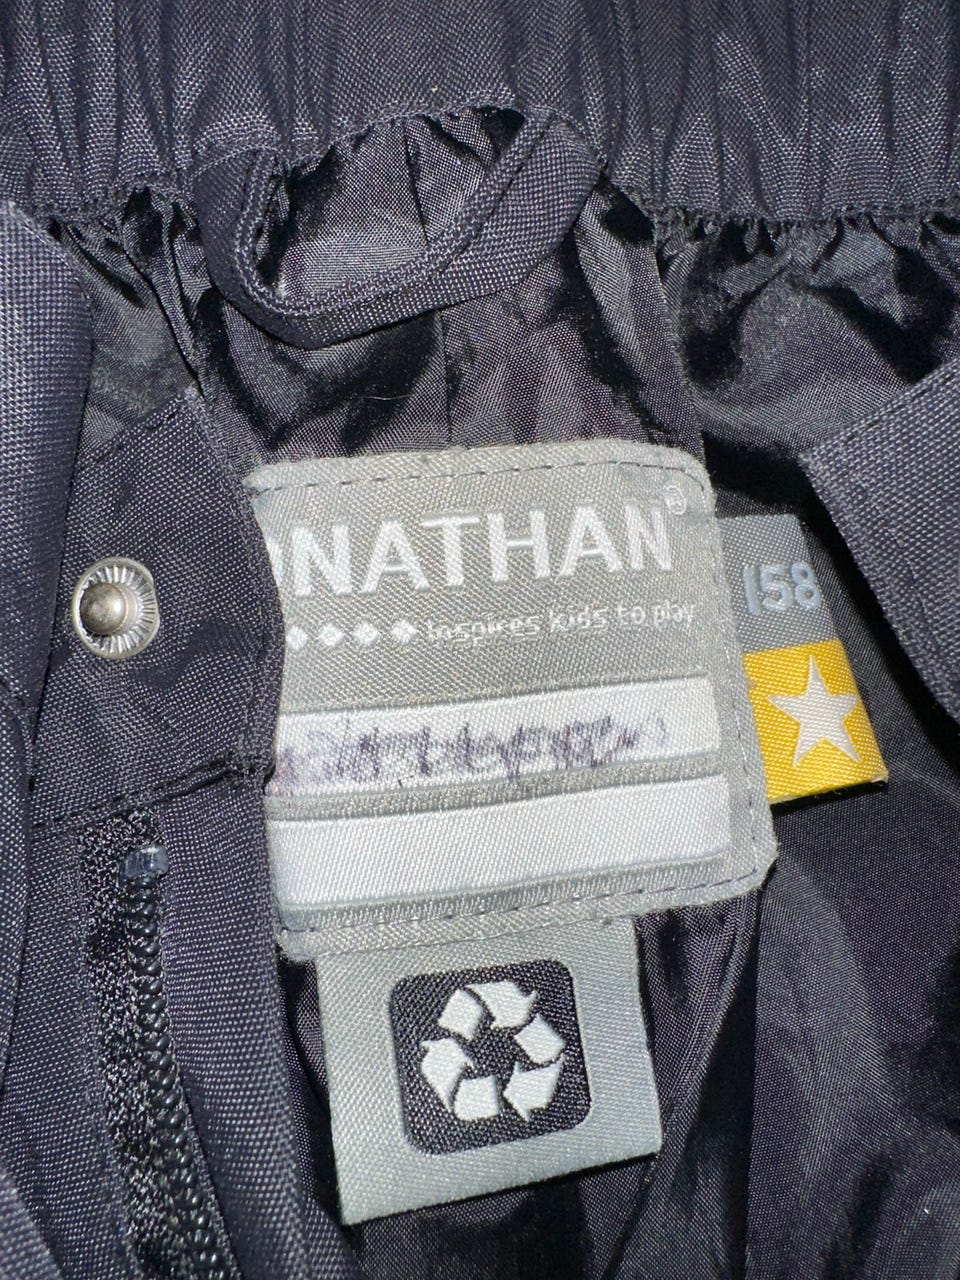 NATHAN®
inspires kids to play
158